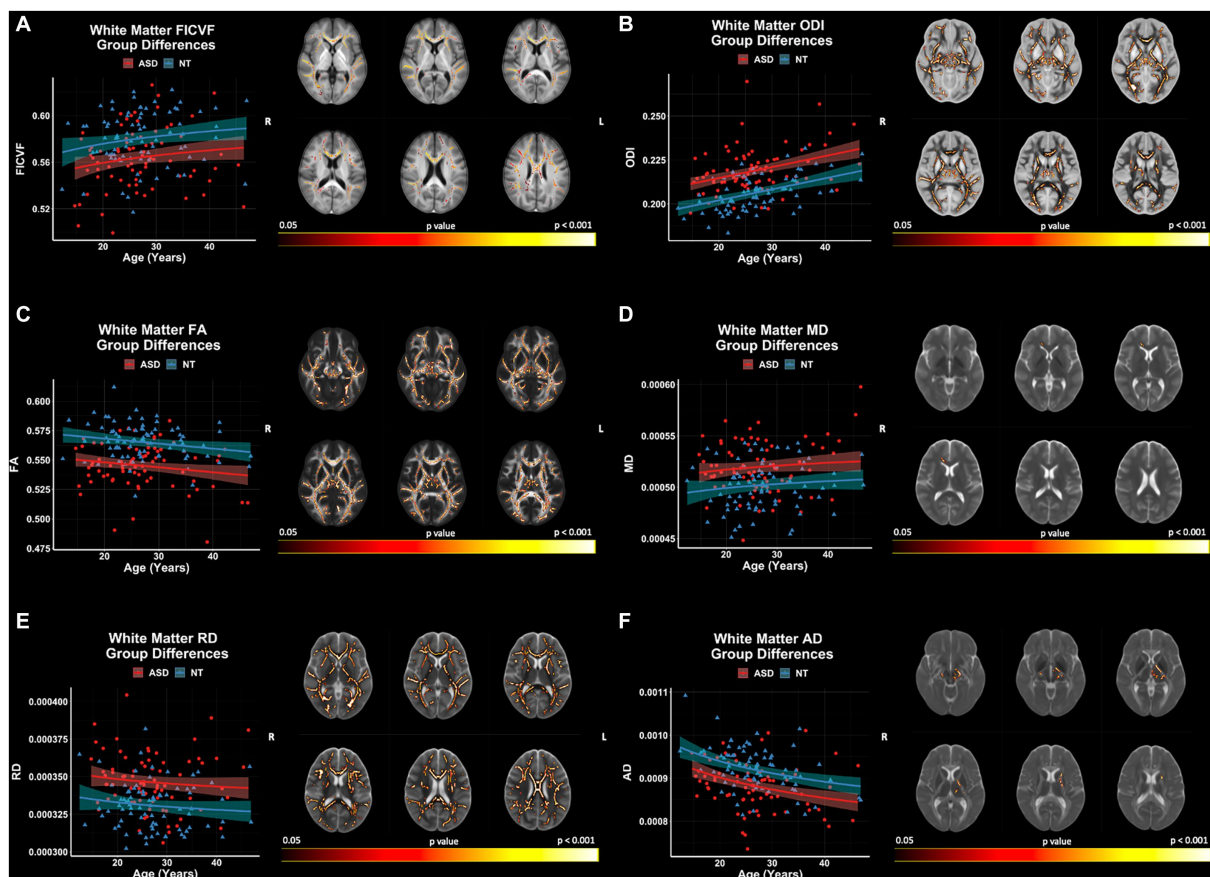 A
White Matter FICVF
Group Differences
ASD NT
FICVF
0.60
0.56
0.52
20 30 40
Age (Years)
R
L
0.05 p value p < 0.001
B
White Matter ODI
Group Differences
ASD NT
ODI
0.250
0.225
0.200
20 30 40
Age (Years)
R
0.05 p value p < 0.001
C
White Matter FA
Group Differences
ASD NT
FA
0.600
0.575
0.550
0.525
0.500
0.475
20 30 40
Age (Years)
R
L
0.05 p value p < 0.001
D
White Matter MD
Group Differences
ASD NT
MD
0.00060
0.00055
0.00050
0.00045
20 30 40
Age (Years)
R
0.05 p value p < 0.001
E
White Matter RD
Group Differences
ASD NT
RD
0.000400
0.000375
0.000350
0.000325
0.000300
20 30 40
Age (Years)
R
L
0.05 p value p < 0.001
F
White Matter AD
Group Differences
ASD NT
AD
0.0011
0.0010
0.0009
0.0008
20 30 40
Age (Years)
R
0.05 p value p < 0.001